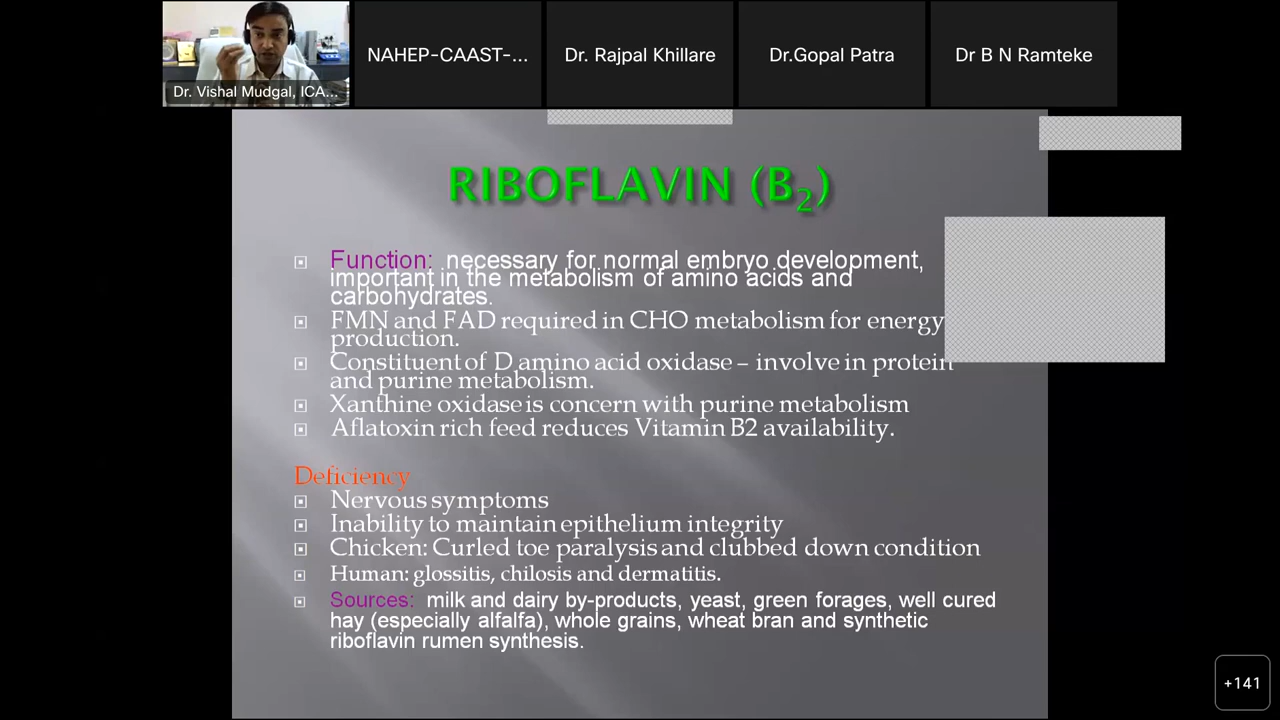 NAHEP-CAAST-...
Dr. Rajpal Khillare
Dr.Gopal Patra
Dr B N Ramteke
Dr. Vishal Mudgal, ICA...
RIBOFLAVIN (B2)
Function: necessary for normal embryo development,
important in the metabolism of amino acids and
carbohydrates.
FMN and FAD required in CHO metabolism for energy
production.
Constituent of D amino acid oxidase – involve in protein
and purine metabolism.
Xanthine oxidase is concern with purine metabolism
Aflatoxin rich feed reduces Vitamin B2 availability.
Deficiency
Nervous symptoms
Inability to maintain epithelium integrity
Chicken: Curled toe paralysis and clubbed down condition
Human: glossitis, chilosis and dermatitis.
Sources: milk and dairy by-products, yeast, green forages, well cured
hay (especially alfalfa), whole grains, wheat bran and synthetic
riboflavin rumen synthesis.
+141